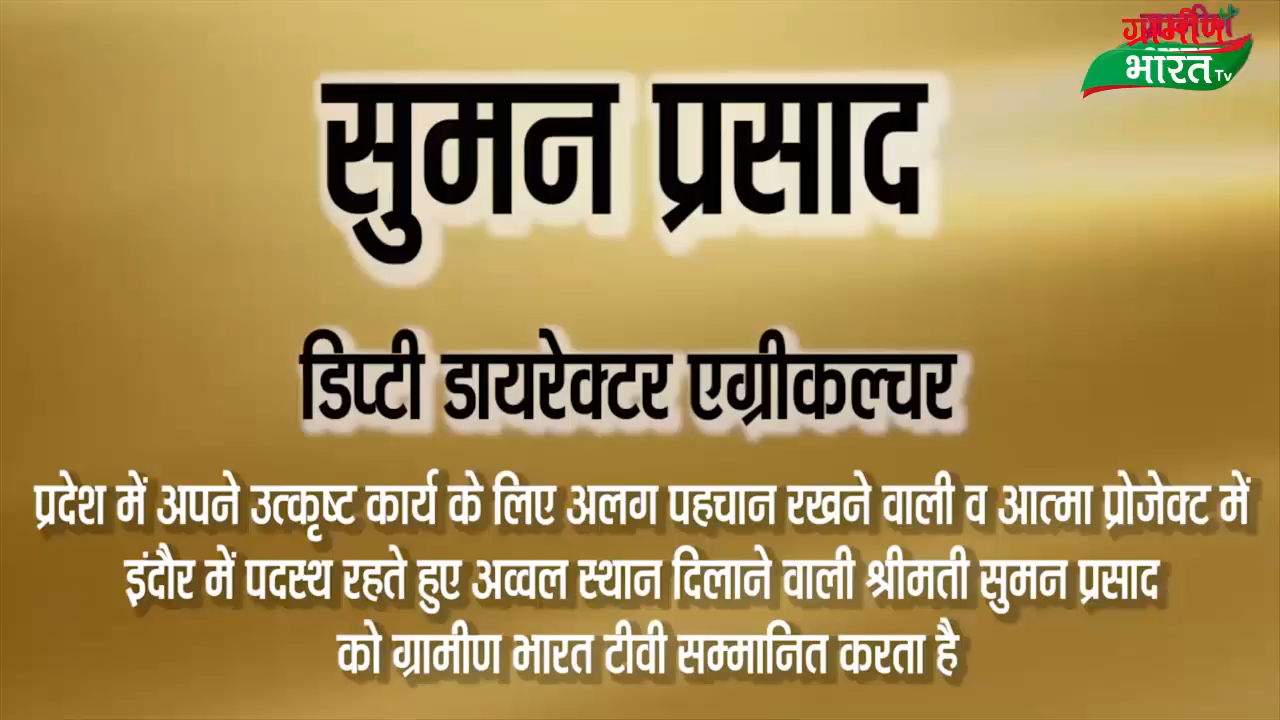 ग्रामीण
भारत Tv
सुमन प्रसाद
डिप्टी डायरेक्टर एग्रीकल्चर
प्रदेश में अपने उत्कृष्ट कार्य के लिए अलग पहचान रखने वाली व आत्मा प्रोजेक्ट में
इंदौर में पदस्थ रहते हुए अव्वल स्थान दिलाने वाली श्रीमती सुमन प्रसाद
को ग्रामीण भारत टीवी सम्मानित करता है